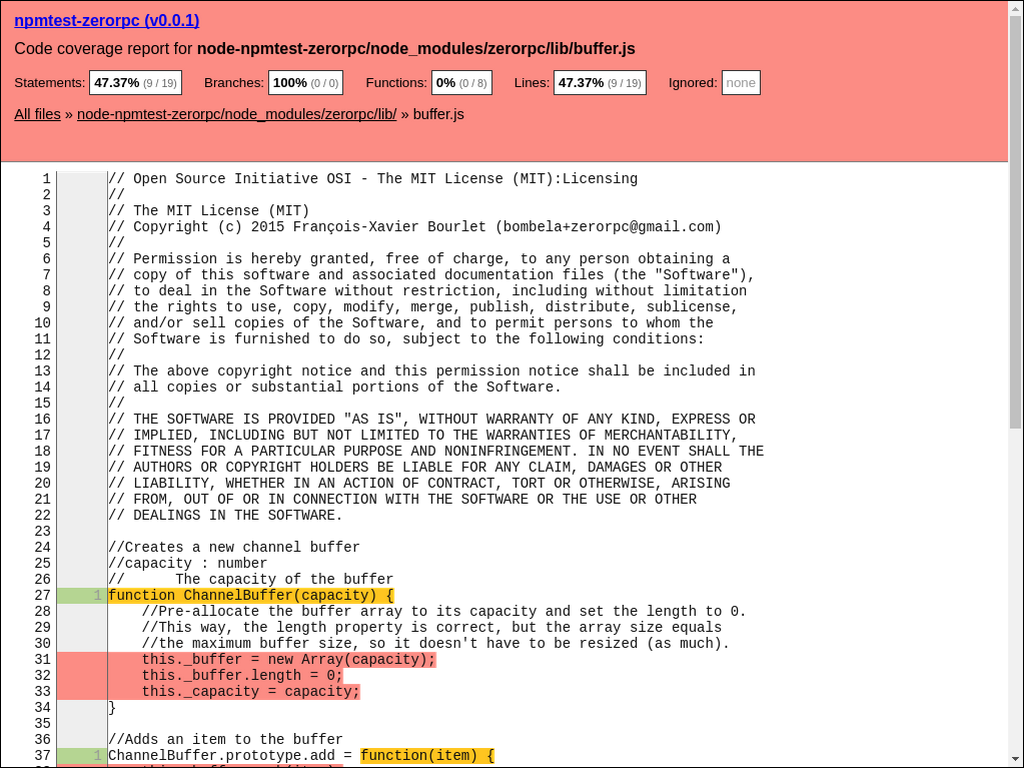 npmtest-zerorpc (v0.0.1)
Code coverage report for node-npmtest-zerorpc/node_modules/zerorpc/lib/buffer.js
Statements: 47.37% (9 / 19) Branches: 100% (0 / 0) Functions: 0% (0 / 8) Lines: 47.37% (9 / 19) Ignored: none
All files » node-npmtest-zerorpc/node_modules/zerorpc/lib/ » buffer.js
1 // Open Source Initiative OSI - The MIT License (MIT):Licensing
2 //
3 // The MIT License (MIT)
4 // Copyright (c) 2015 François-Xavier Bourlet (bombela+zerorpc@gmail.com)
5 //
6 // Permission is hereby granted, free of charge, to any person obtaining a
7 // copy of this software and associated documentation files (the "Software"),
8 // to deal in the Software without restriction, including without limitation
9 // the rights to use, copy, modify, merge, publish, distribute, sublicense,
10 // and/or sell copies of the Software, and to permit persons to whom the
11 // Software is furnished to do so, subject to the following conditions:
12 //
13 // The above copyright notice and this permission notice shall be included in
14 // all copies or substantial portions of the Software.
15 //
16 // THE SOFTWARE IS PROVIDED "AS IS", WITHOUT WARRANTY OF ANY KIND, EXPRESS OR
17 // IMPLIED, INCLUDING BUT NOT LIMITED TO THE WARRANTIES OF MERCHANTABILITY,
18 // FITNESS FOR A PARTICULAR PURPOSE AND NONINFRINGEMENT. IN NO EVENT SHALL THE
19 // AUTHORS OR COPYRIGHT HOLDERS BE LIABLE FOR ANY CLAIM, DAMAGES OR OTHER
20 // LIABILITY, WHETHER IN AN ACTION OF CONTRACT, TORT OR OTHERWISE, ARISING
21 // FROM, OUT OF OR IN CONNECTION WITH THE SOFTWARE OR THE USE OR OTHER
22 // DEALINGS IN THE SOFTWARE.
23
24 //Creates a new channel buffer
25 //capacity : number
26 //      The capacity of the buffer
27 1 function ChannelBuffer(capacity) {
28     //Pre-allocate the buffer array to its capacity and set the length to 0.
29     //This way, the length property is correct, but the array size equals
30     //the maximum buffer size, so it doesn't have to be resized (as much).
31     this._buffer = new Array(capacity);
32     this._buffer.length = 0;
33     this._capacity = capacity;
34 }
35
36 //Adds an item to the buffer
37 1 ChannelBuffer.prototype.add = function(item) {